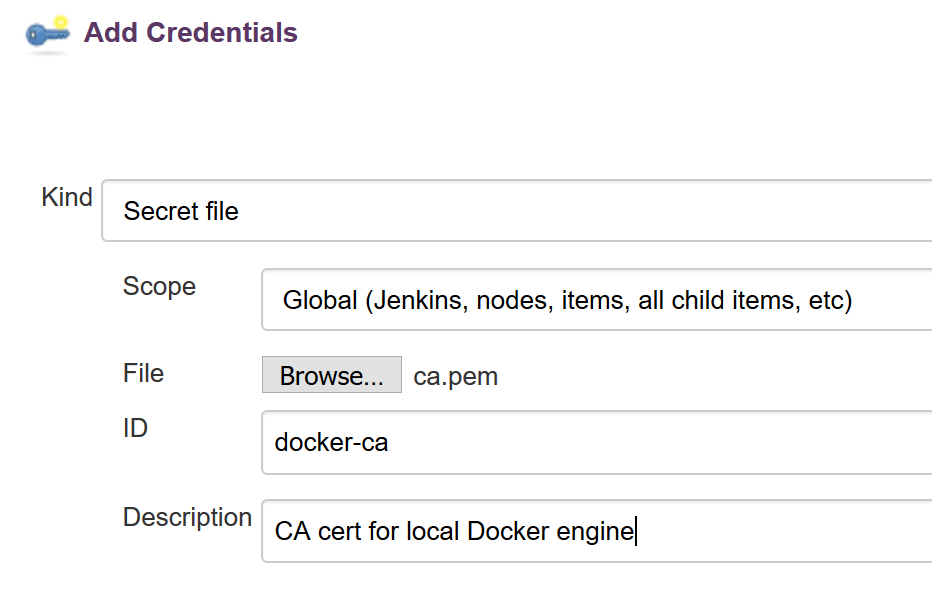 Add Credentials
Kind
Secret file
Scope
Global (Jenkins, nodes, items, all child items, etc)
File
Browse...
ca.pem
ID
docker-ca
Description
CA cert for local Docker engine